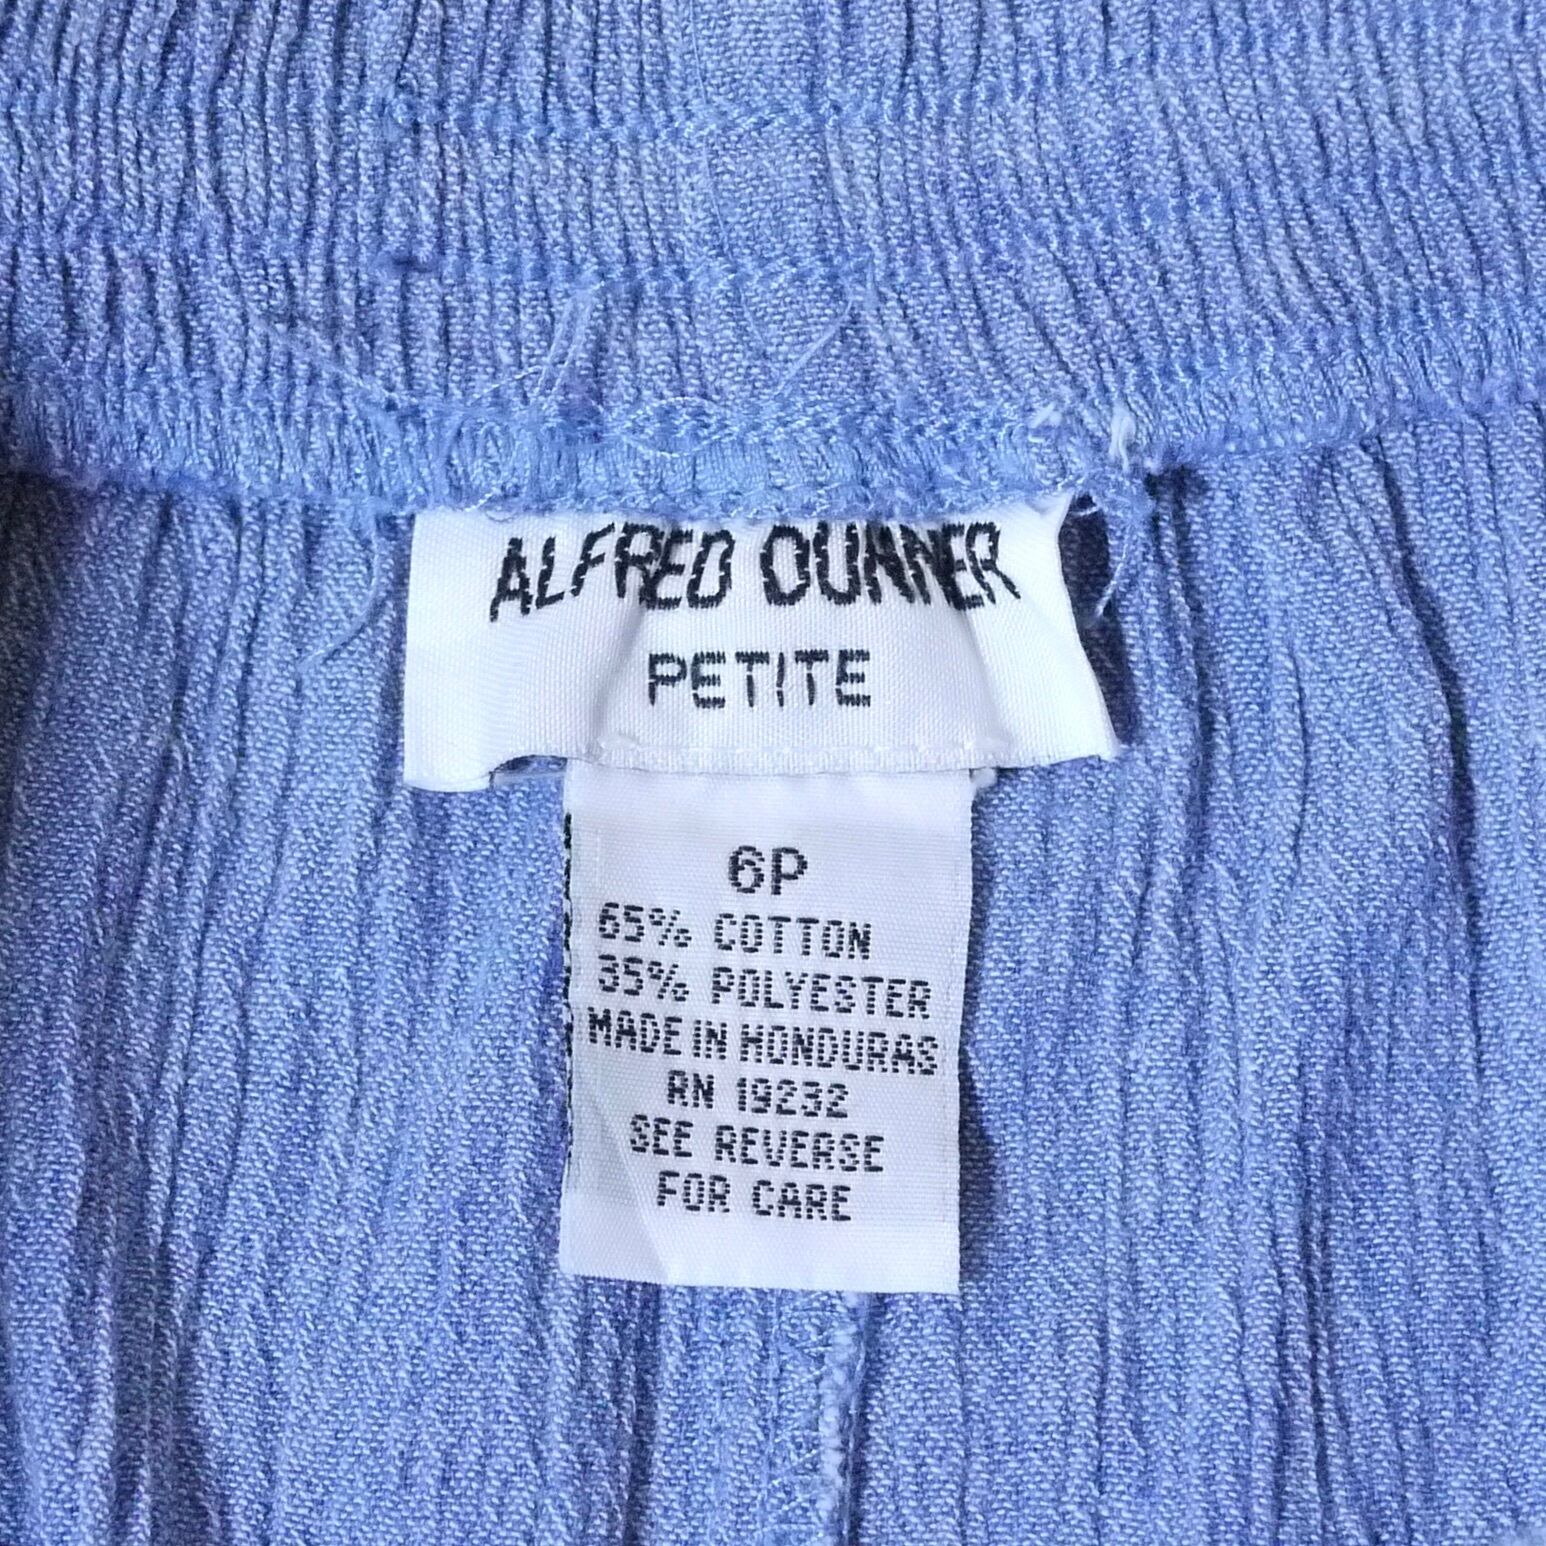 ALFRED DUNNER
PETITE
6P
65% COTTON
35% POLYESTER
MADE IN HONDURAS
RN 19232
SEE REVERSE
FOR CARE